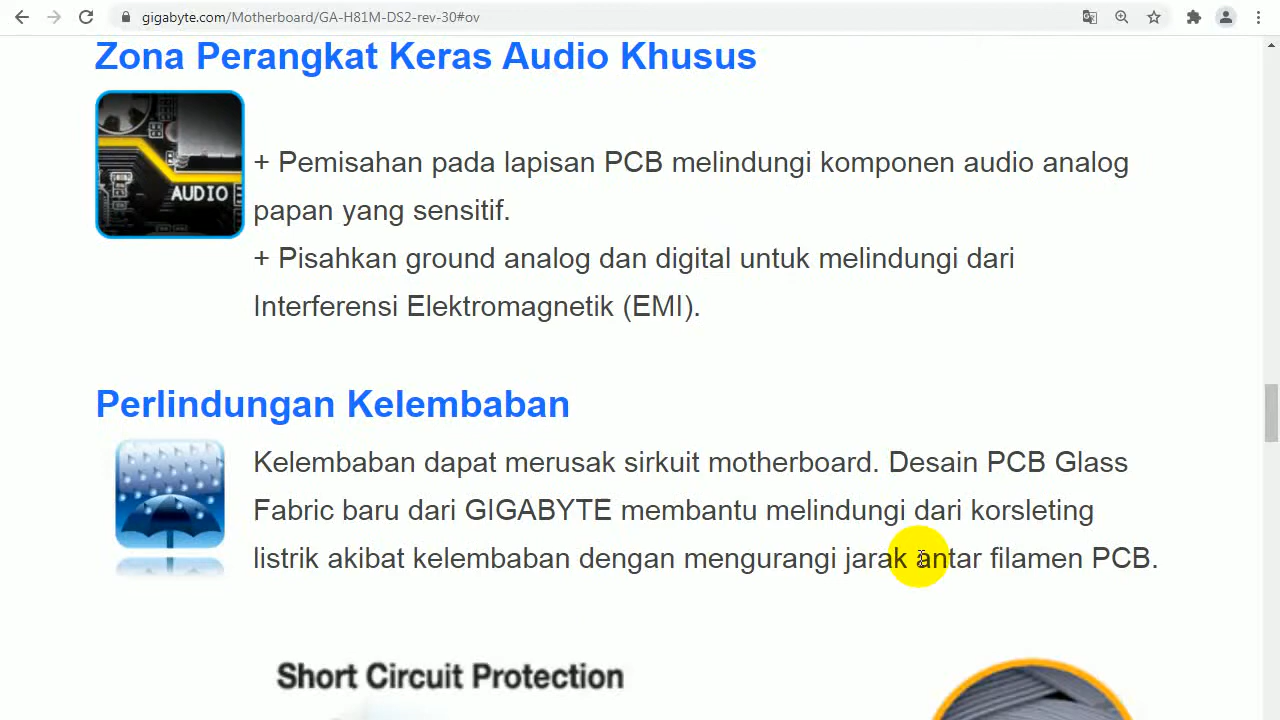 gigabyte.com/Motherboard/GA-H81M-DS2-rev-30#ov
Zona Perangkat Keras Audio Khusus
AUDIO
+ Pemisahan pada lapisan PCB melindungi komponen audio analog
papan yang sensitif.
+ Pisahkan ground analog dan digital untuk melindungi dari
Interferensi Elektromagnetik (EMI).
Perlindungan Kelembaban
Kelembaban dapat merusak sirkuit motherboard. Desain PCB Glass
Fabric baru dari GIGABYTE membantu melindungi dari korsleting
listrik akibat kelembaban dengan mengurangi jarak antar filamen PCB.
Short Circuit Protection